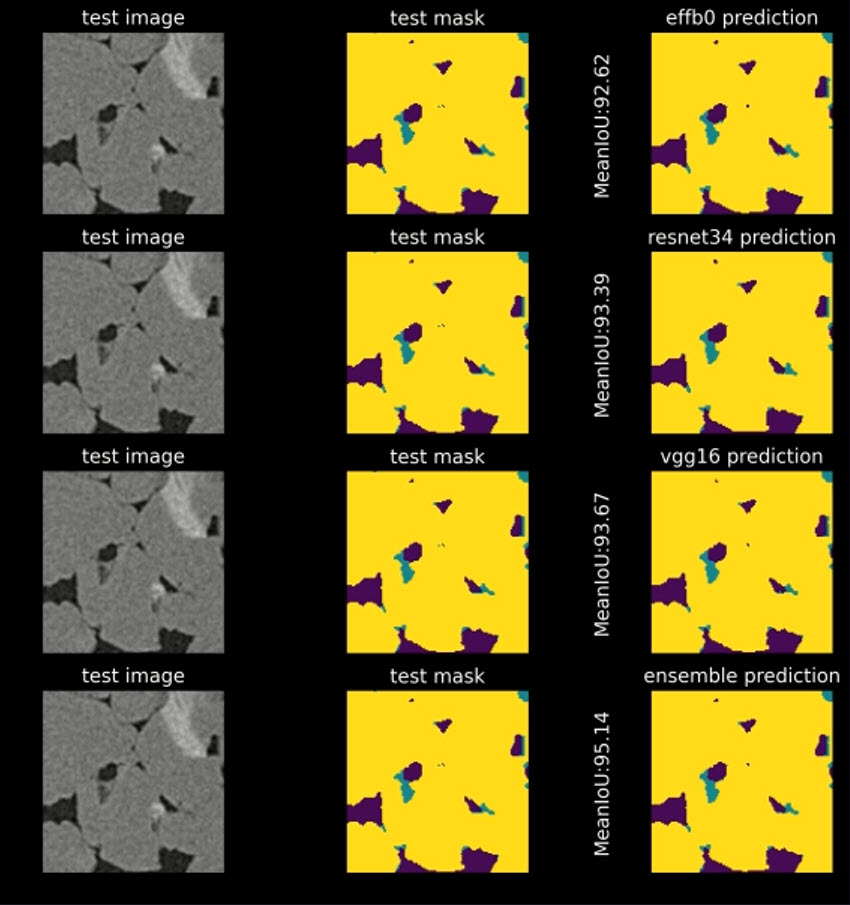 test image
test mask
effb0 prediction
MeanIoU:92.62
test image
test mask
resnet34 prediction
MeanIoU:93.39
test image
test mask
vgg16 prediction
MeanIoU:93.67
test image
test mask
ensemble prediction
MeanIoU:95.14